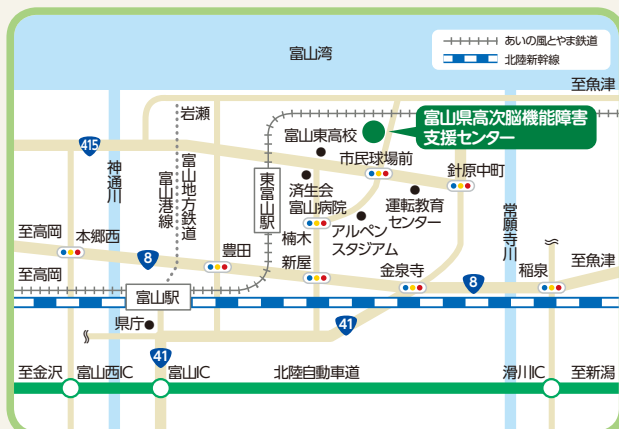 あいの風とやま鉄道
北陸新幹線
富山湾
至魚津
岩瀬
富山県高次脳機能障害
支援センター
富山東高校
415
市民球場前
神通川
富山地方鉄道
富山港線
東富山駅
済生会
富山病院
針原中町
運転教育
センター
常願寺川
至高岡
本郷西
8
豊田
楠木
アルペン
スタジアム
至高岡
新屋
金泉寺
8
稲泉
至魚津
富山駅
県庁
41
41
至金沢
富山西IC
富山IC
北陸自動車道
滑川IC
至新潟